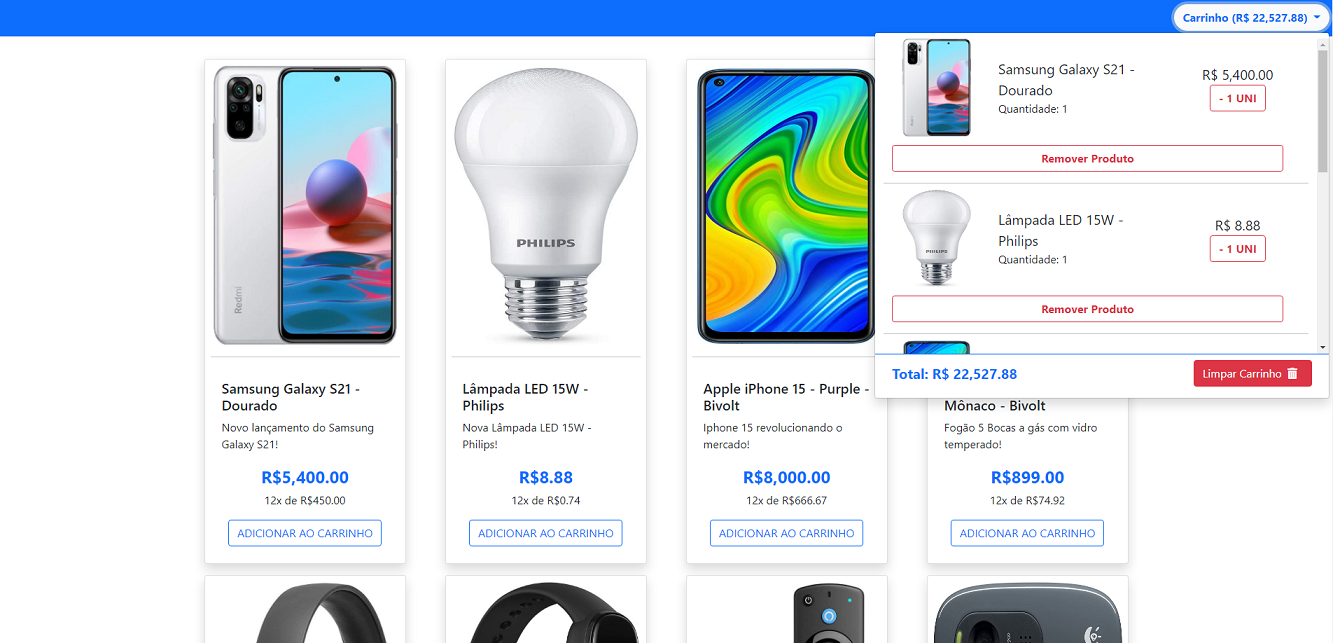 Carrinho (R$ 22,527.88)
Samsung Galaxy S21 -
Dourado
Quantidade: 1
R$ 5,400.00
- 1 UNI
Remover Produto
Lâmpada LED 15W -
Philips
Quantidade: 1
R$ 8.88
- 1 UNI
Remover Produto
Total: R$ 22,527.88
Limpar Carrinho
Redmi
PHILIPS
Samsung Galaxy S21 -
Dourado
Novo lançamento do Samsung
Galaxy S21!
R$5,400.00
12x de R$450.00
ADICIONAR AO CARRINHO
Lâmpada LED 15W -
Philips
Nova Lâmpada LED 15W -
Philips!
R$8.88
12x de R$0.74
ADICIONAR AO CARRINHO
Apple iPhone 15 - Purple -
Bivolt
Iphone 15 revolucionando o
mercado!
R$8,000.00
12x de R$666.67
ADICIONAR AO CARRINHO
Mônaco - Bivolt
Fogão 5 Bocas a gás com vidro
temperado!
R$899.00
12x de R$74.92
ADICIONAR AO CARRINHO